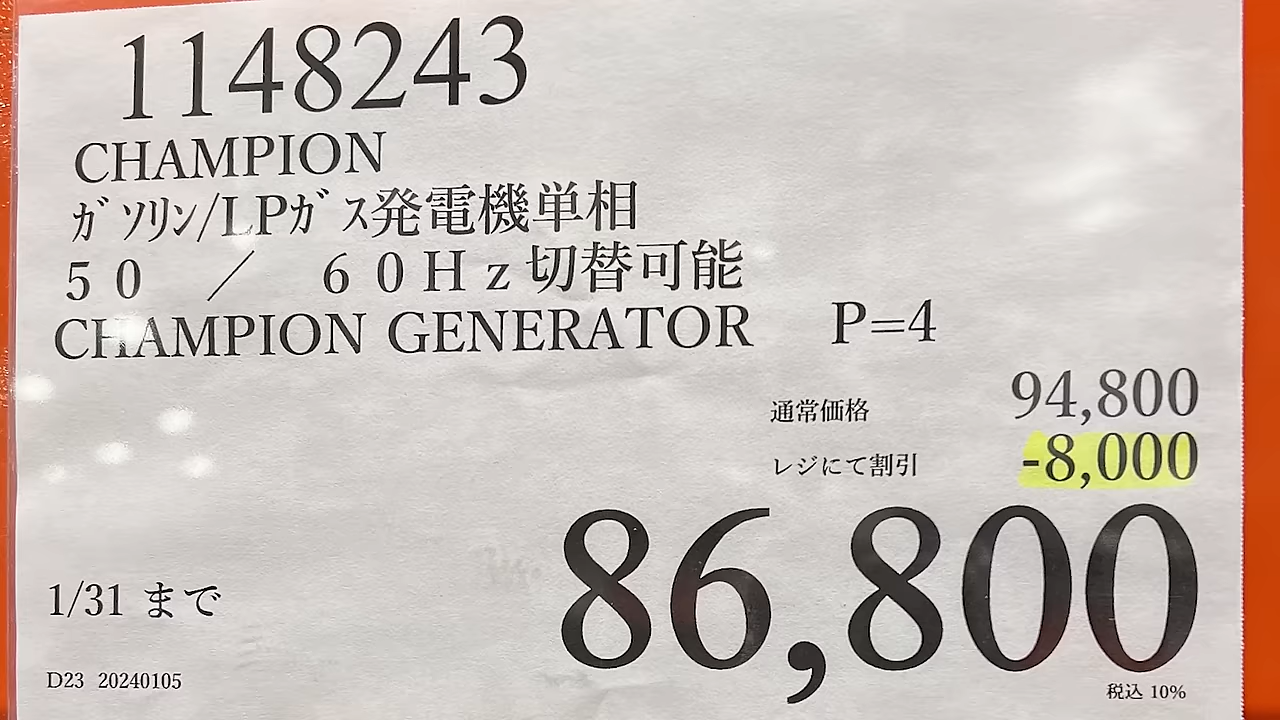 1148243
CHAMPION
ｶﾞｿﾘﾝ/LPｶﾞｽ発電機単相
５０　／　６０Ｈｚ切替可能
CHAMPION GENERATOR P=4
通常価格 94,800
レジにて割引 -8,000
86,800
1/31 まで
D23 20240105
税込 10%